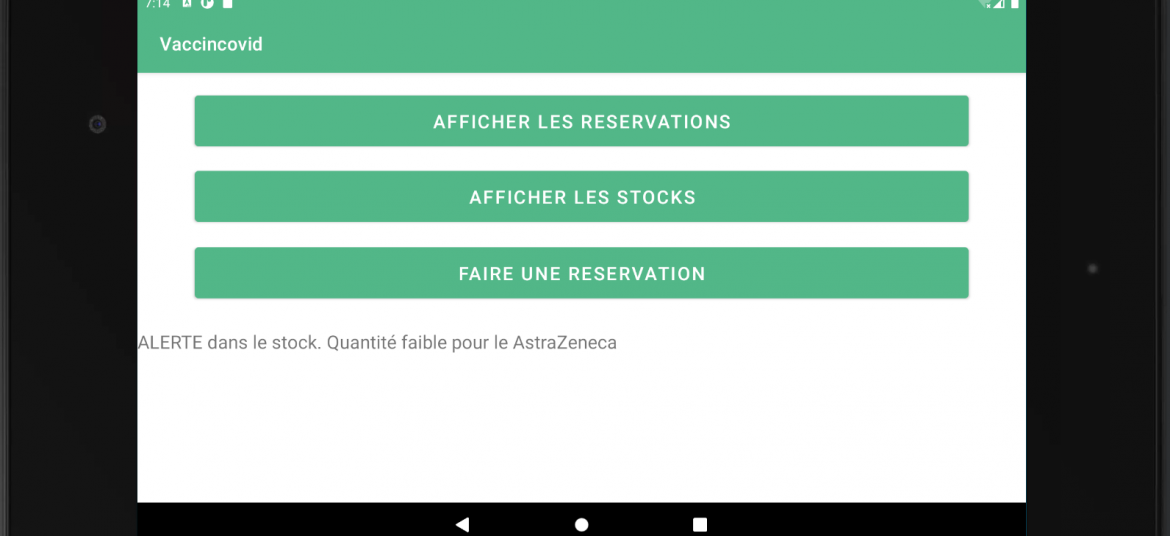 7:14
Vaccincovid
AFFICHER LES RESERVATIONS
AFFICHER LES STOCKS
FAIRE UNE RESERVATION
ALERTE dans le stock. Quantité faible pour le AstraZeneca